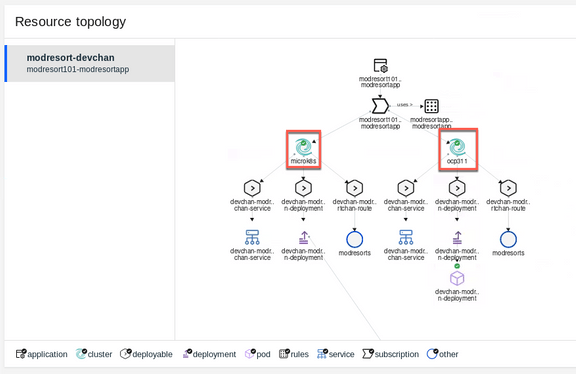 Resource topology
modresort-devchan
modresort101-modresortapp
modresort101..
modresortapp
modresort101..
modresortapp
uses >
modresortapp..
modresortapp
microk8s
ocp311
devchan-modr..
chan-service
devchan-modr..
n-deployment
devchan-modr..
rtchan-route
devchan-modr..
chan-service
devchan-modr..
n-deployment
devchan-modr..
rtchan-route
devchan-modr..
chan-service
devchan-modr..
n-deployment
modresorts
devchan-modr..
chan-service
devchan-modr..
n-deployment
modresorts
devchan-modr..
n-deployment
application
cluster
deployable
deployment
pod
rules
service
subscription
other